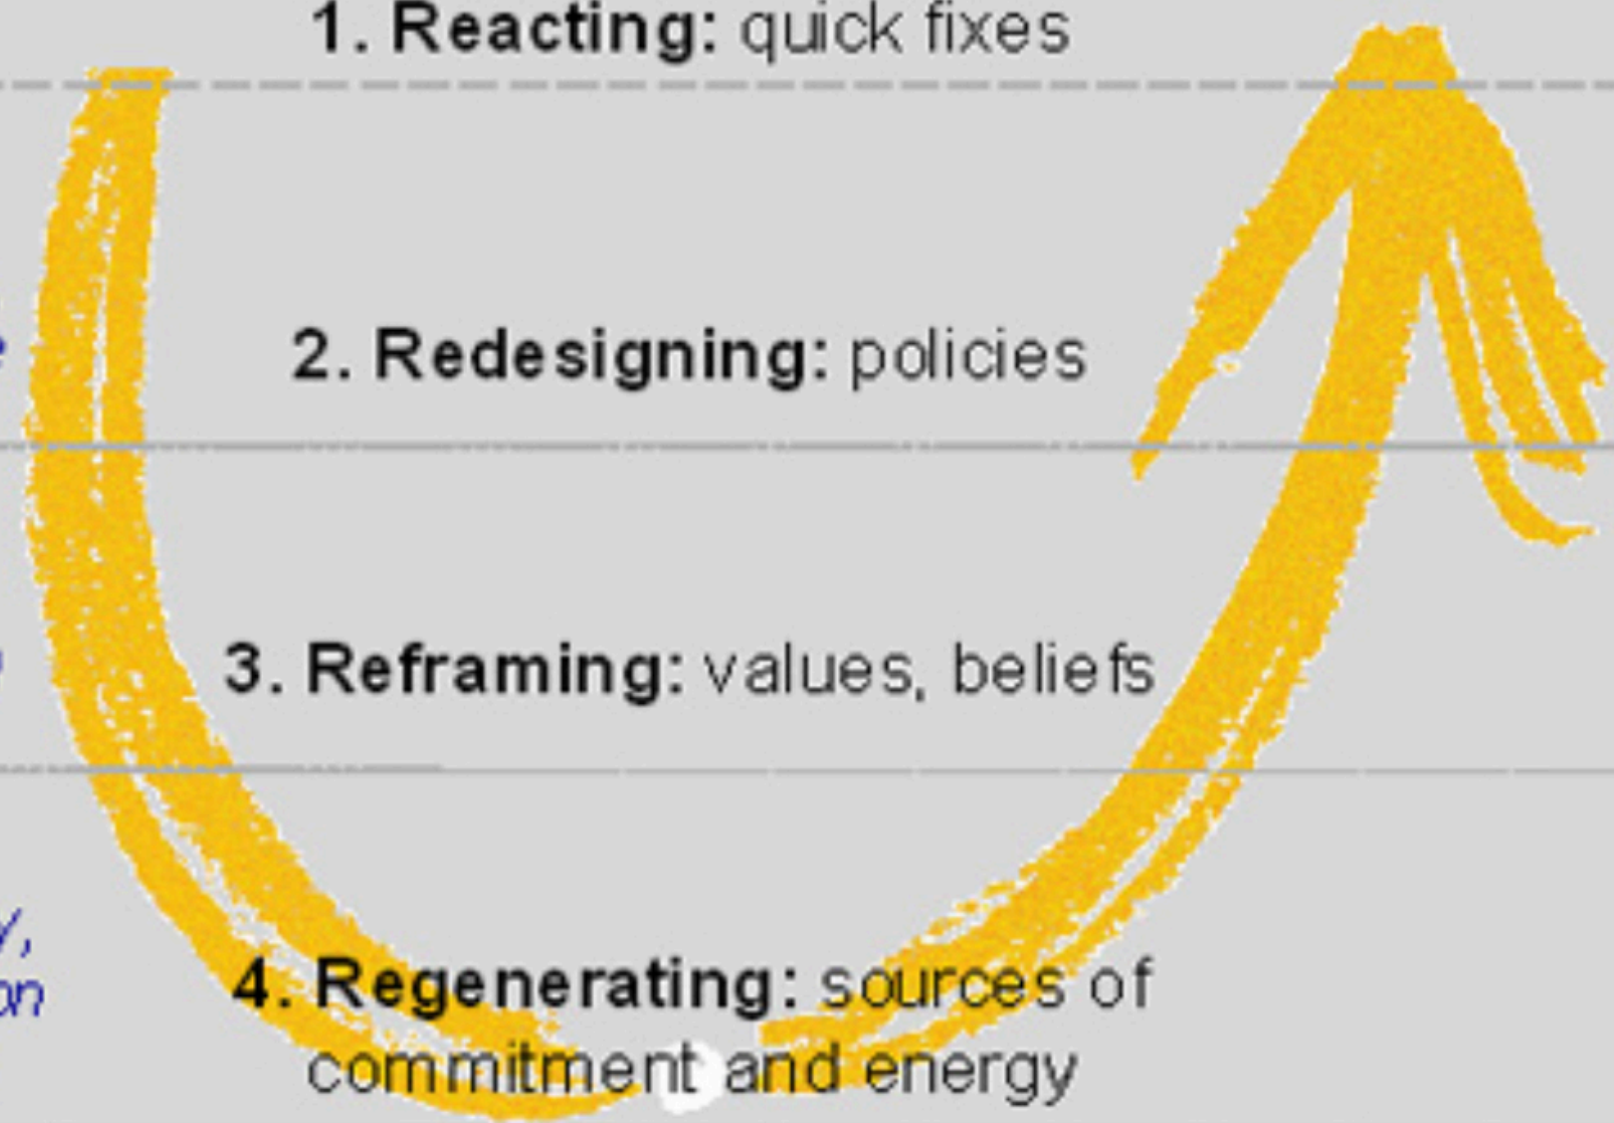 1. Reacting: quick fixes
2. Redesigning: policies
3. Reframing: values, beliefs
4. Regenerating: sources of
commitment and energy